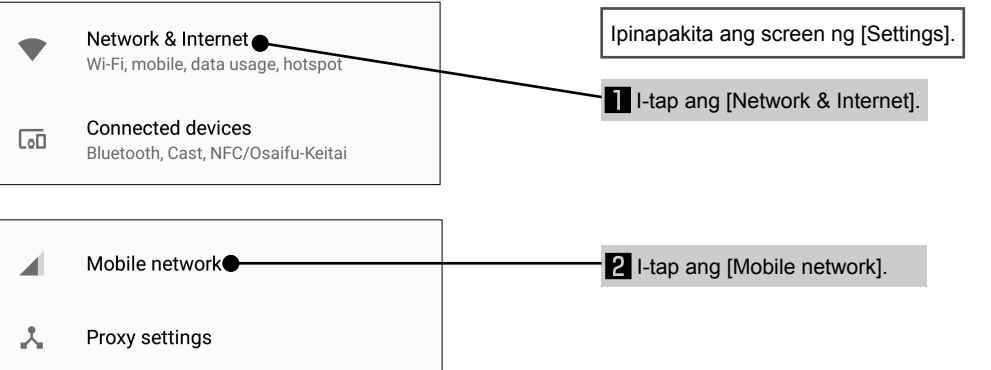 Ipinapakita ang screen ng [Settings].
Network & Internet
Wi-Fi, mobile, data usage, hotspot
1 I-tap ang [Network & Internet].
Connected devices
Bluetooth, Cast, NFC/Osaifu-Keitai
Mobile network
2 I-tap ang [Mobile network].
Proxy settings